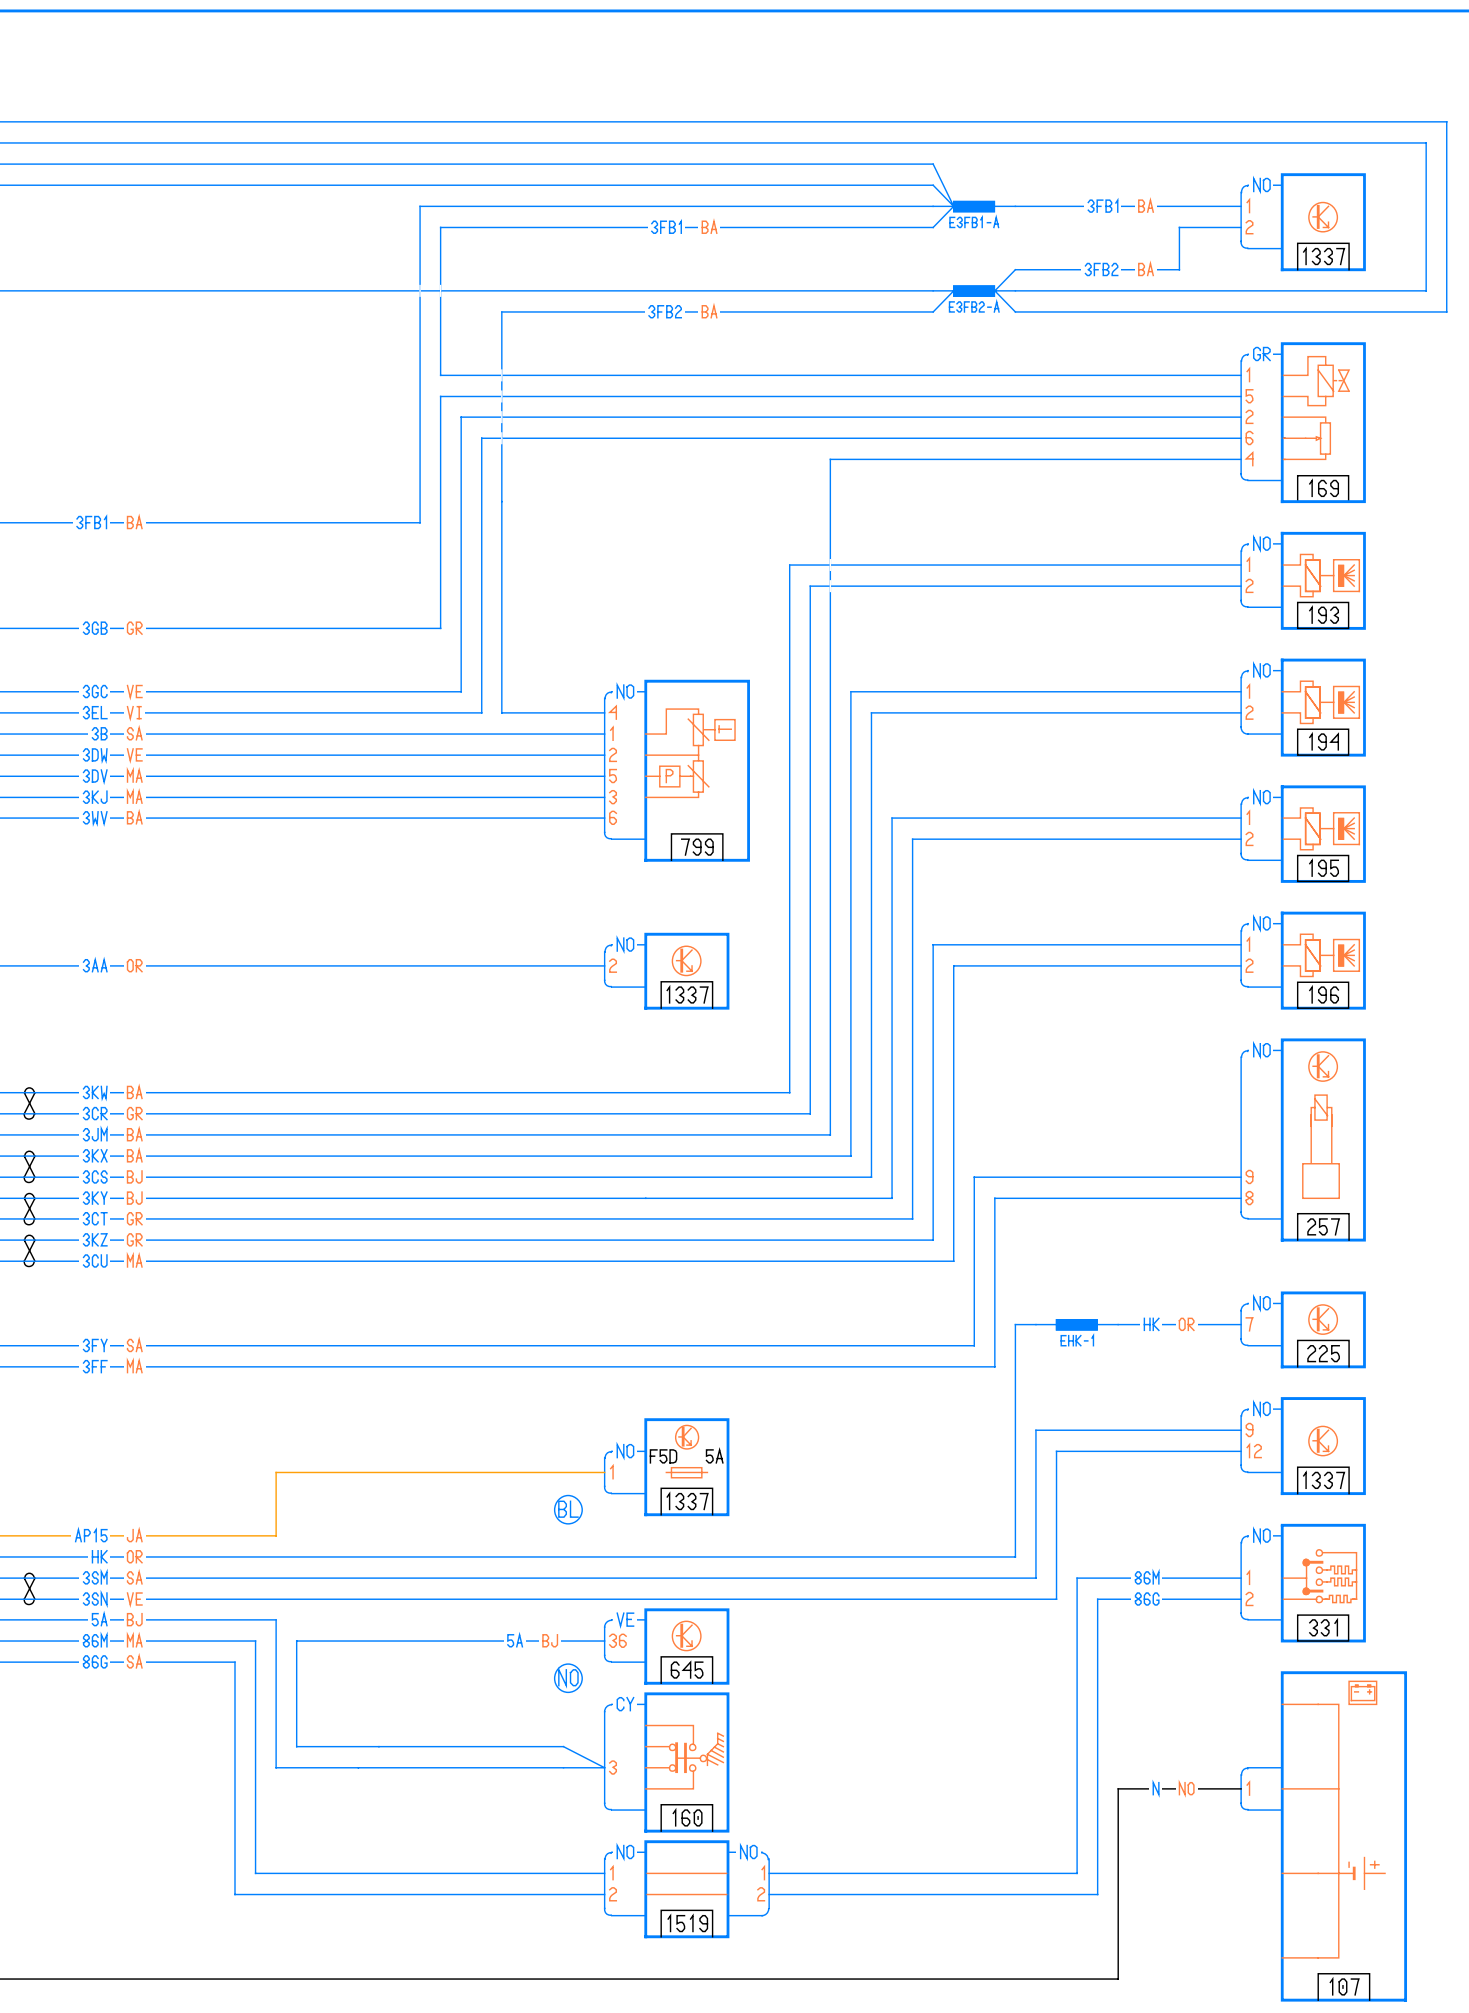 NO
3FB1 BA 1
E3FB1-A
3FB1 BA 2
1337
3FB2 BA
E3FB2-A
3FB2 BA
GR
1
5
2
6
4
169
3FB1 BA
NO
1
2
193
3GB GR
NO
1
2
194
3GC VE
3EL VI
3B SA
3DW VE
3DV MA
3KJ MA
3WV BA
NO
4
1
2
5
3
6
T
P
799
NO
1
2
195
NO
1
2
196
3AA OR
NO
2
1337
NO
9
8
257
3KW BA
3CR GR
3JM BA
3KX BA
3CS BJ
3KY BJ
3CT GR
3KZ GR
3CU MA
NO
HK OR 7
EHK-1
225
3FY SA
3FF MA
NO
9
12
1337
NO
F5D 5A
1
1337
BL
AP15 JA
HK OR
3SM SA
3SN VE
5A BJ
86M MA
86G SA
NO
86M 1
86G 2
331
VE
5A BJ 36
645
NO
CY
3
160
N NO 1
NO NO
1 1
2 2
1519
- +
107